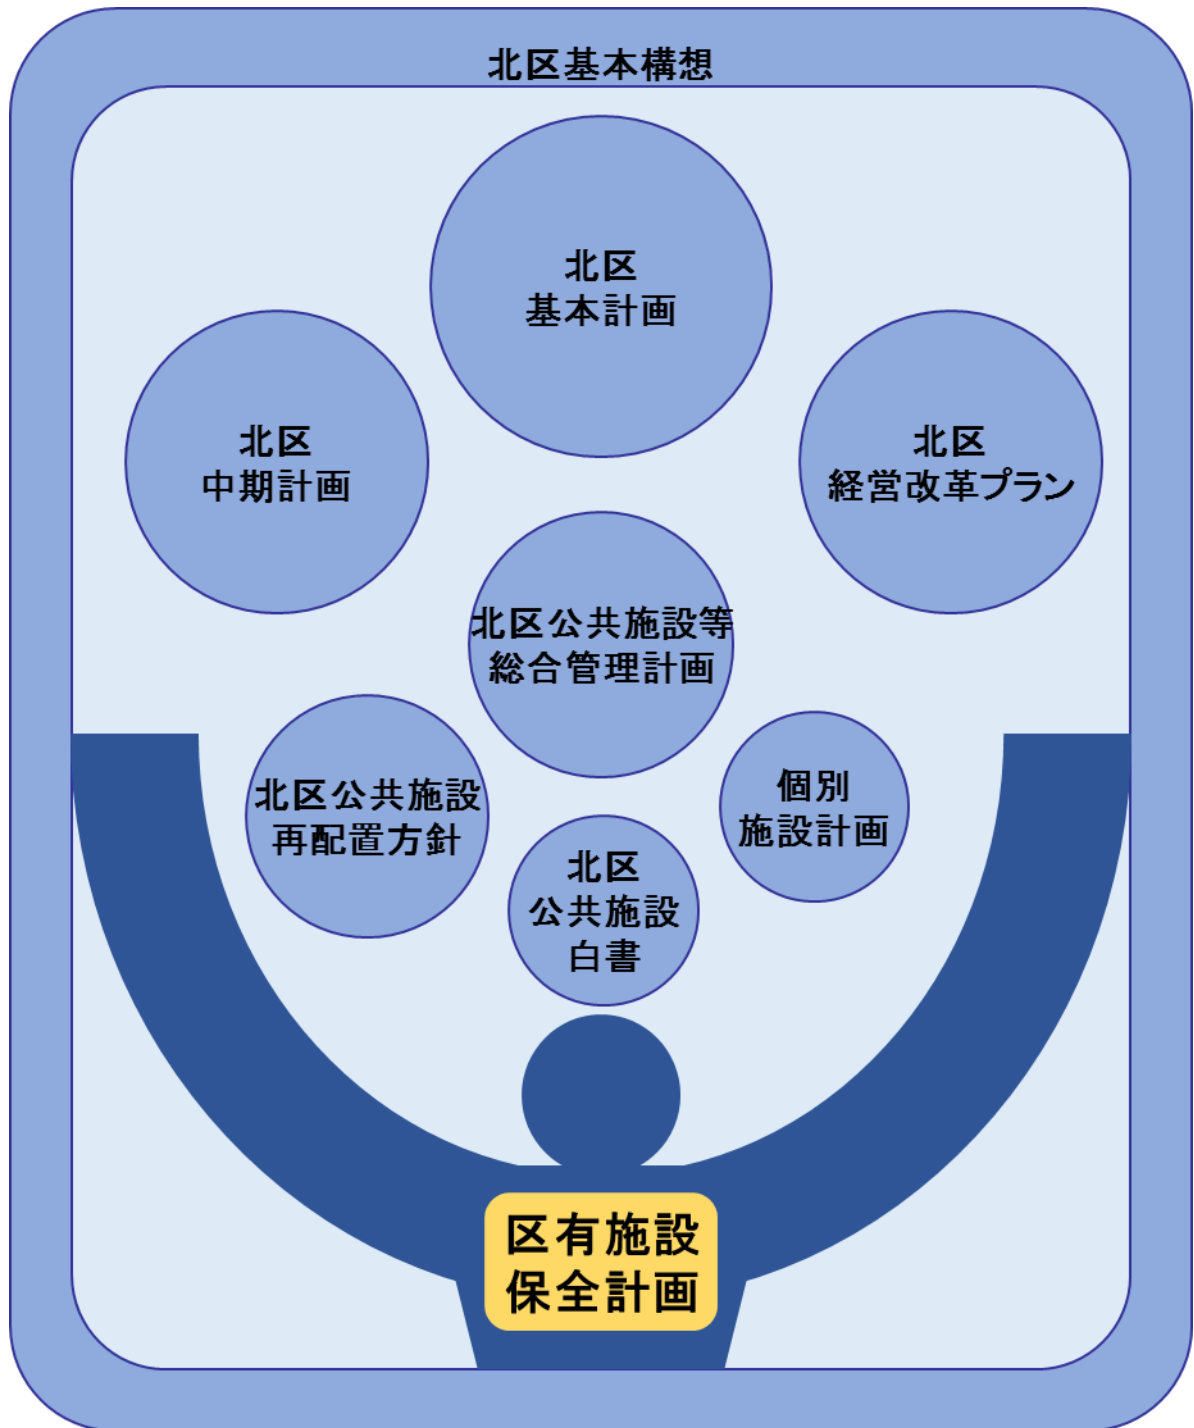 北区基本構想
北区
基本計画
北区
中期計画
北区
経営改革プラン
北区公共施設等
総合管理計画
北区公共施設
再配置方針
個別
施設計画
北区
公共施設
白書
区有施設
保全計画